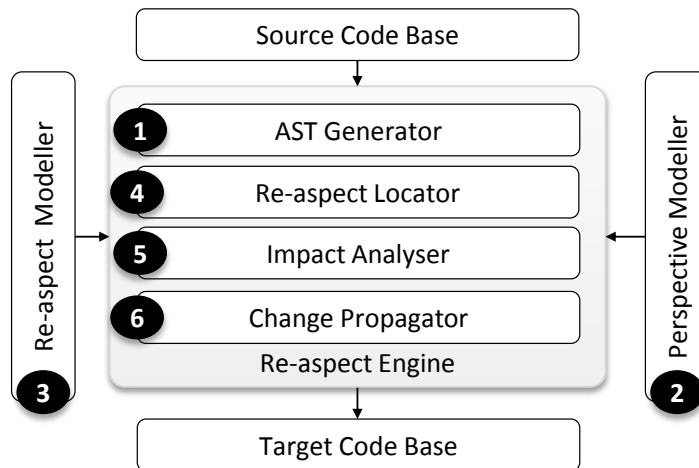 Source Code Base
Re-aspect Modeller
3
1
AST Generator
4
Re-aspect Locator
5
Impact Analyser
6
Change Propagator
Re-aspect Engine
Perspective Modeller
2
Target Code Base